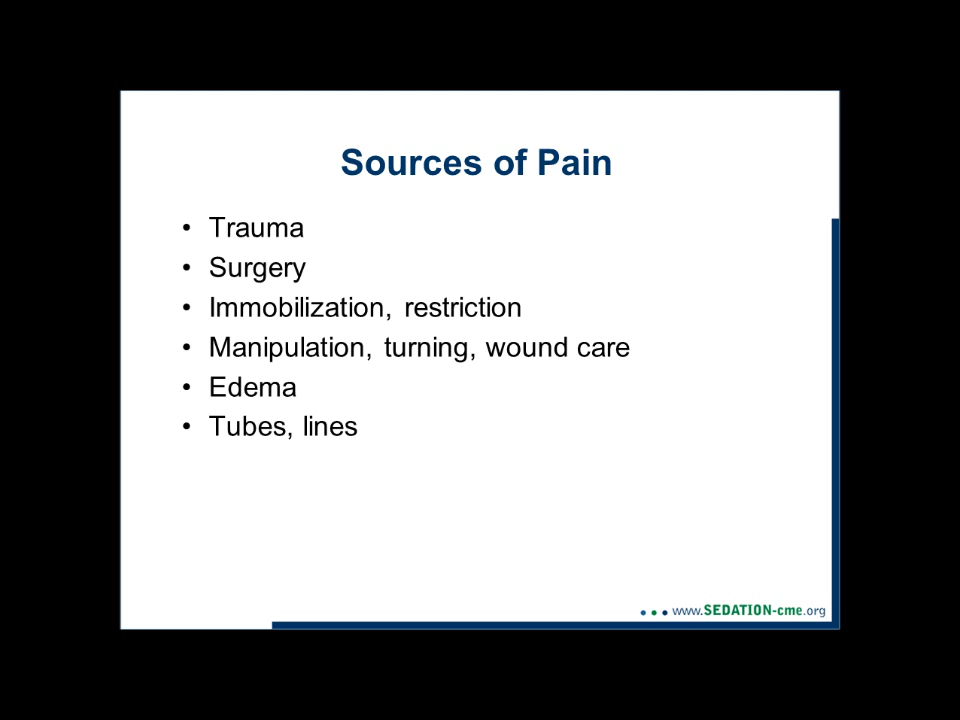 Sources of Pain
• Trauma
• Surgery
• Immobilization, restriction
• Manipulation, turning, wound care
• Edema
• Tubes, lines
www.SEDATION-cme.org